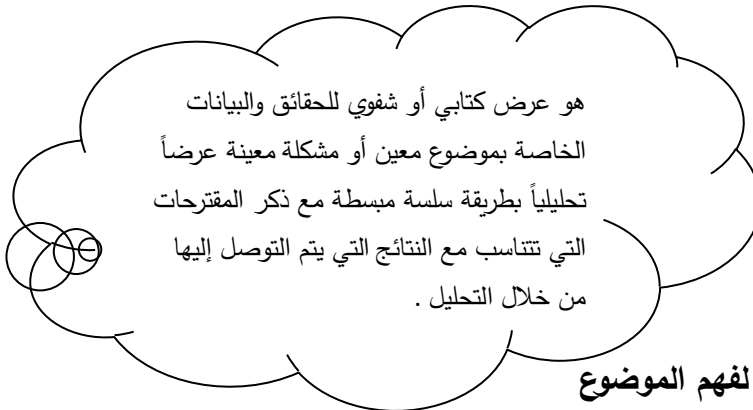 هو عرض كتابي أو شفوي للحقائق والبيانات
الخاصة بموضوع معين أو مشكلة معينة عرضاً
تحليلياً بطريقة سلسة مبسطة مع ذكر المقترحات
التي تتناسب مع النتائج التي يتم التوصل إليها
من خلال التحليل .
لفهم الموضوع